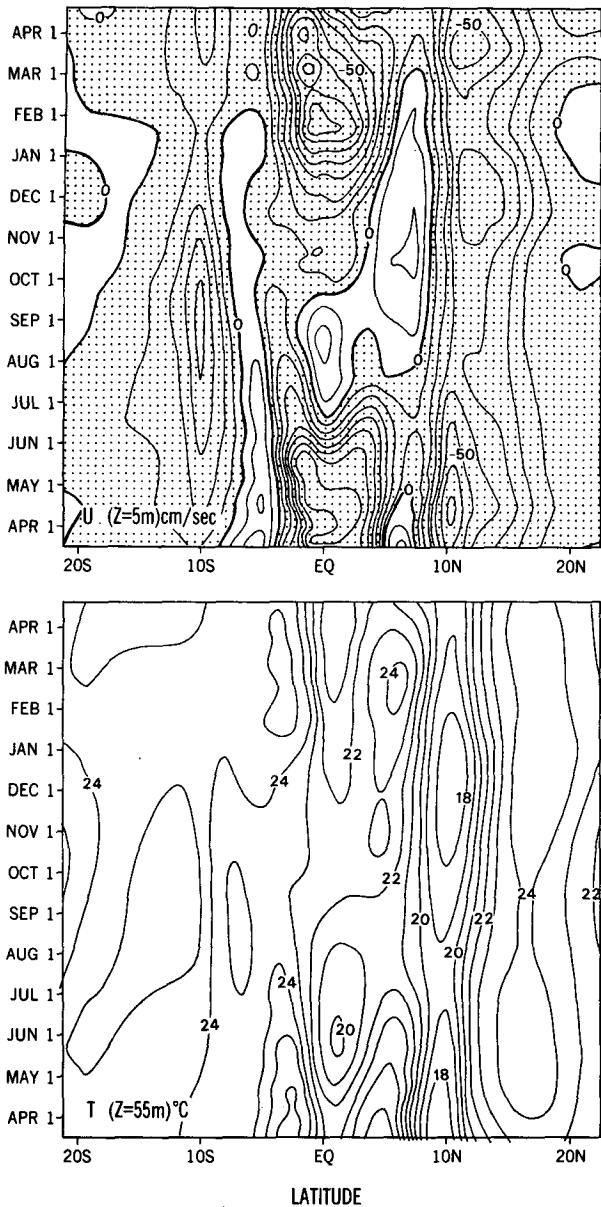 0
APR 1
-50
MAR 1
-50
FEB 1
0
JAN 1
DEC 1
0
NOV 1
0
OCT 1
0
SEP 1
0
AUG 1
0
JUL 1
JUN 1
-50
MAY 1
0
U (Z=5m)cm/sec
APR 1
20S 10S EQ 10N 20N
APR 1
MAR 1
24
FEB 1
JAN 1
22
24
24
DEC 1
18
NOV 1
OCT 1
22
24 22
SEP 1
20 22
AUG 1
20
24
JUL 1
24
JUN 1
20
MAY 1
18
T (Z=55m)°C
APR 1
20S 10S EQ 10N 20N
LATITUDE